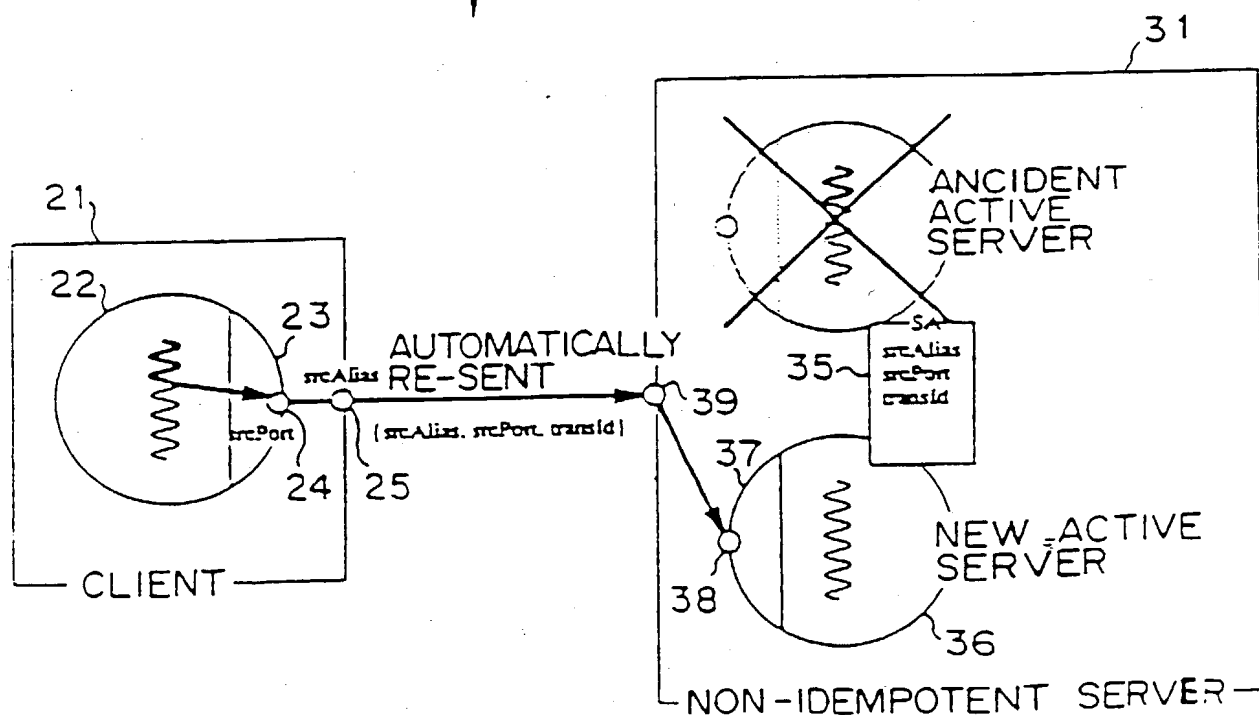 31
21
22
23
srcPort
24
srcAlias
25
AUTOMATICALLY
RE-SENT
{srcAlias, srcPort, transid}
CLIENT
ANCIDENT
ACTIVE
SERVER
SA
srcAlias
srcPort
transid
35
39
37
38
NEW ACTIVE
SERVER
36
NON-IDEMPOTENT SERVER